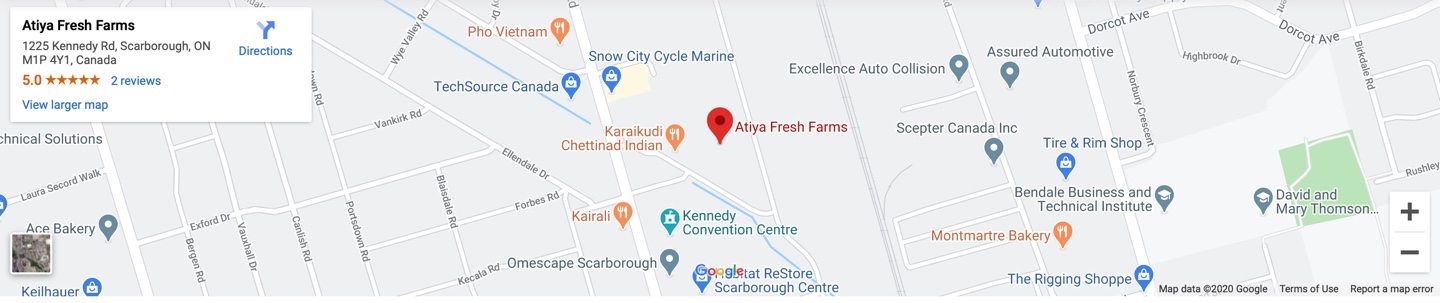 Atiya Fresh Farms
1225 Kennedy Rd, Scarborough, ON
M1P 4Y1, Canada
5.0 ★★★★★ 2 reviews
View larger map
Directions
Pho Vietnam
Wye Valley Rd
Snow City Cycle Marine
TechSource Canada
Excellence Auto Collision
Assured Automotive
Dorcot Ave
Dorcot Ave
Highbrook Dr
Birkdale Rd
Norbury Crescent
Vankirk Rd
Karaikudi
Chettinad Indian
Atiya Fresh Farms
Scepter Canada Inc
Tire & Rim Shop
chnical Solutions
Ellendale Dr
Laura Secord Walk
Blaisdale Rd
Forbes Rd
Bendale Business and
Technical Institute
David and
Mary Thomson...
Rushley
Exford Dr
Portsdown Rd
Canlish Rd
Vauxhall Dr
Bergen Rd
Ace Bakery
Kairali
Kennedy
Convention Centre
Montmartre Bakery
Omescape Scarborough
Kecala Rd
Keilhauer
Google
ReStore
Scarborough Centre
The Rigging Shoppe
+
−
Map data ©2020 Google
Terms of Use
Report a map error